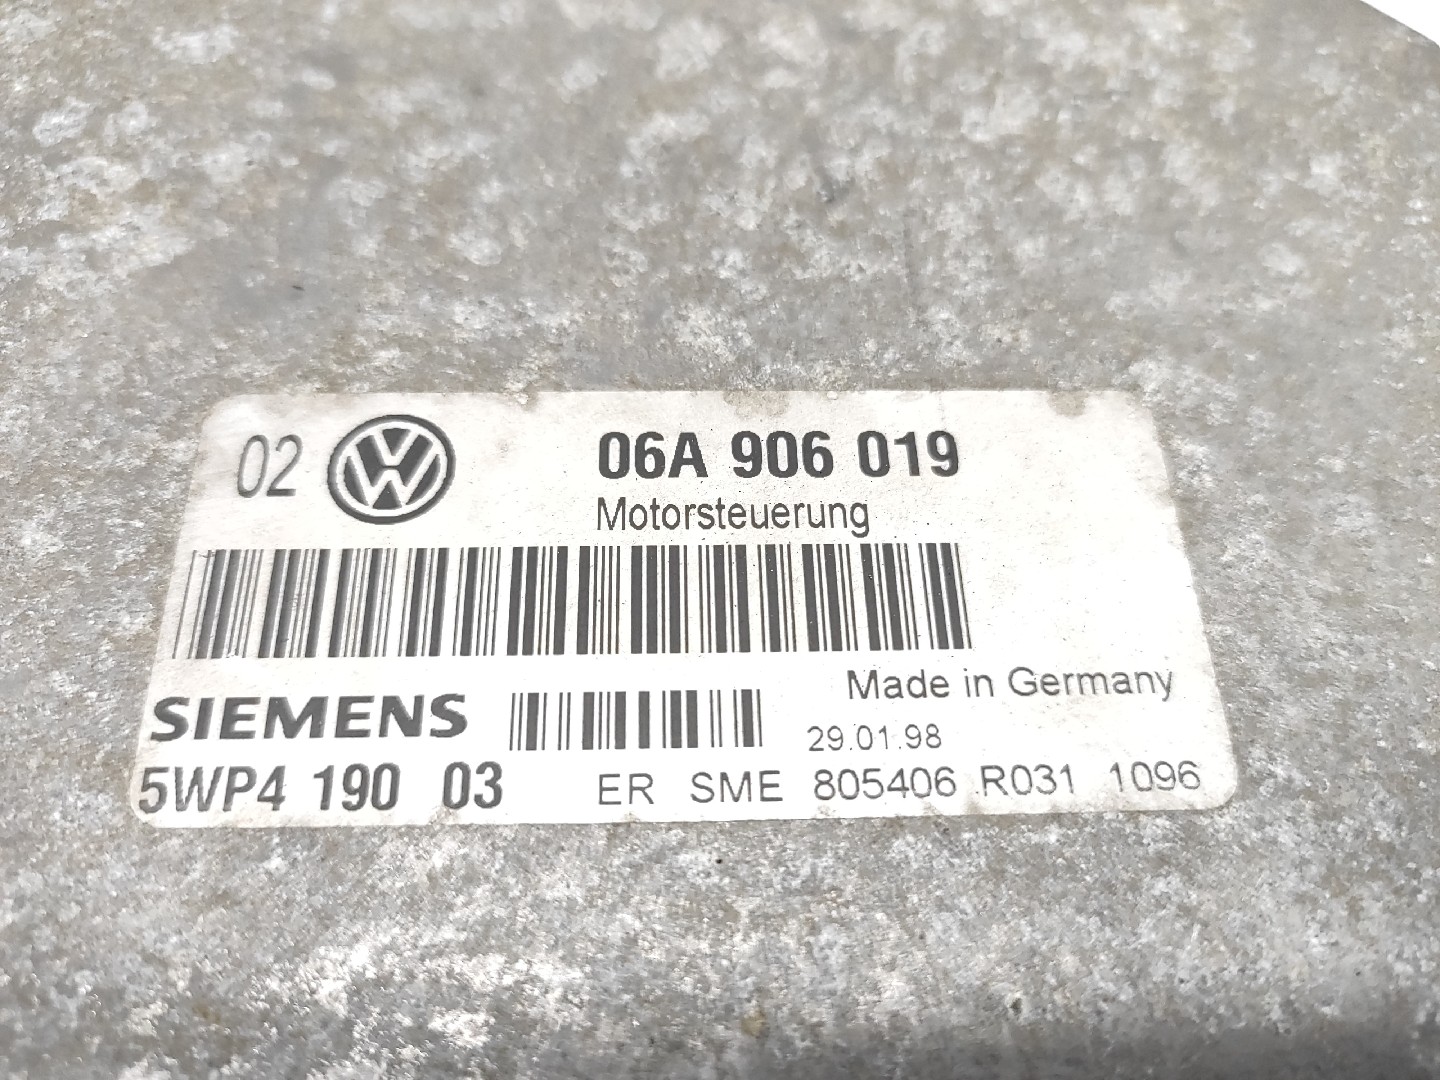 02 06A 906 019
Motorsteuerung
Made in Germany
SIEMENS 29.01.98
5WP4 190 03 ER SME 805406 R031 1096